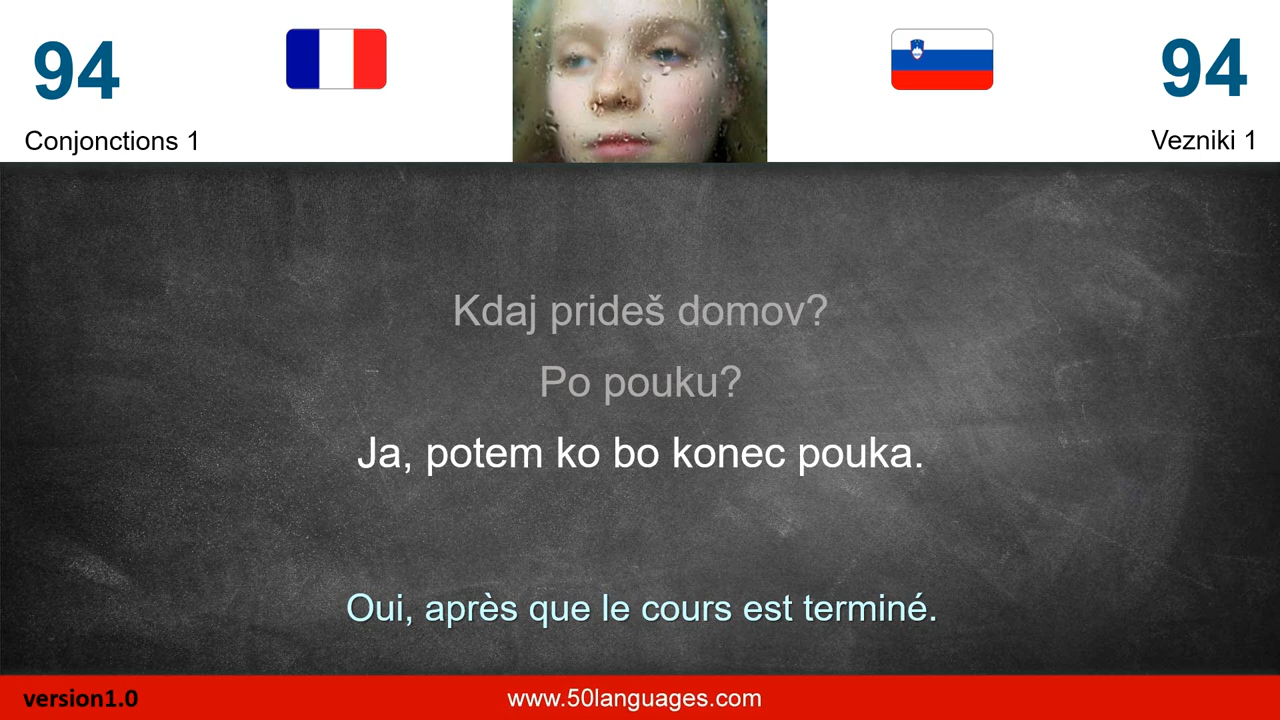 94
94
Conjonctions 1
Vezniki 1
Kdaj prideš domov?
Po pouku?
Ja, potem ko bo konec pouka.
Oui, après que le cours est terminé.
version1.0
www.50languages.com